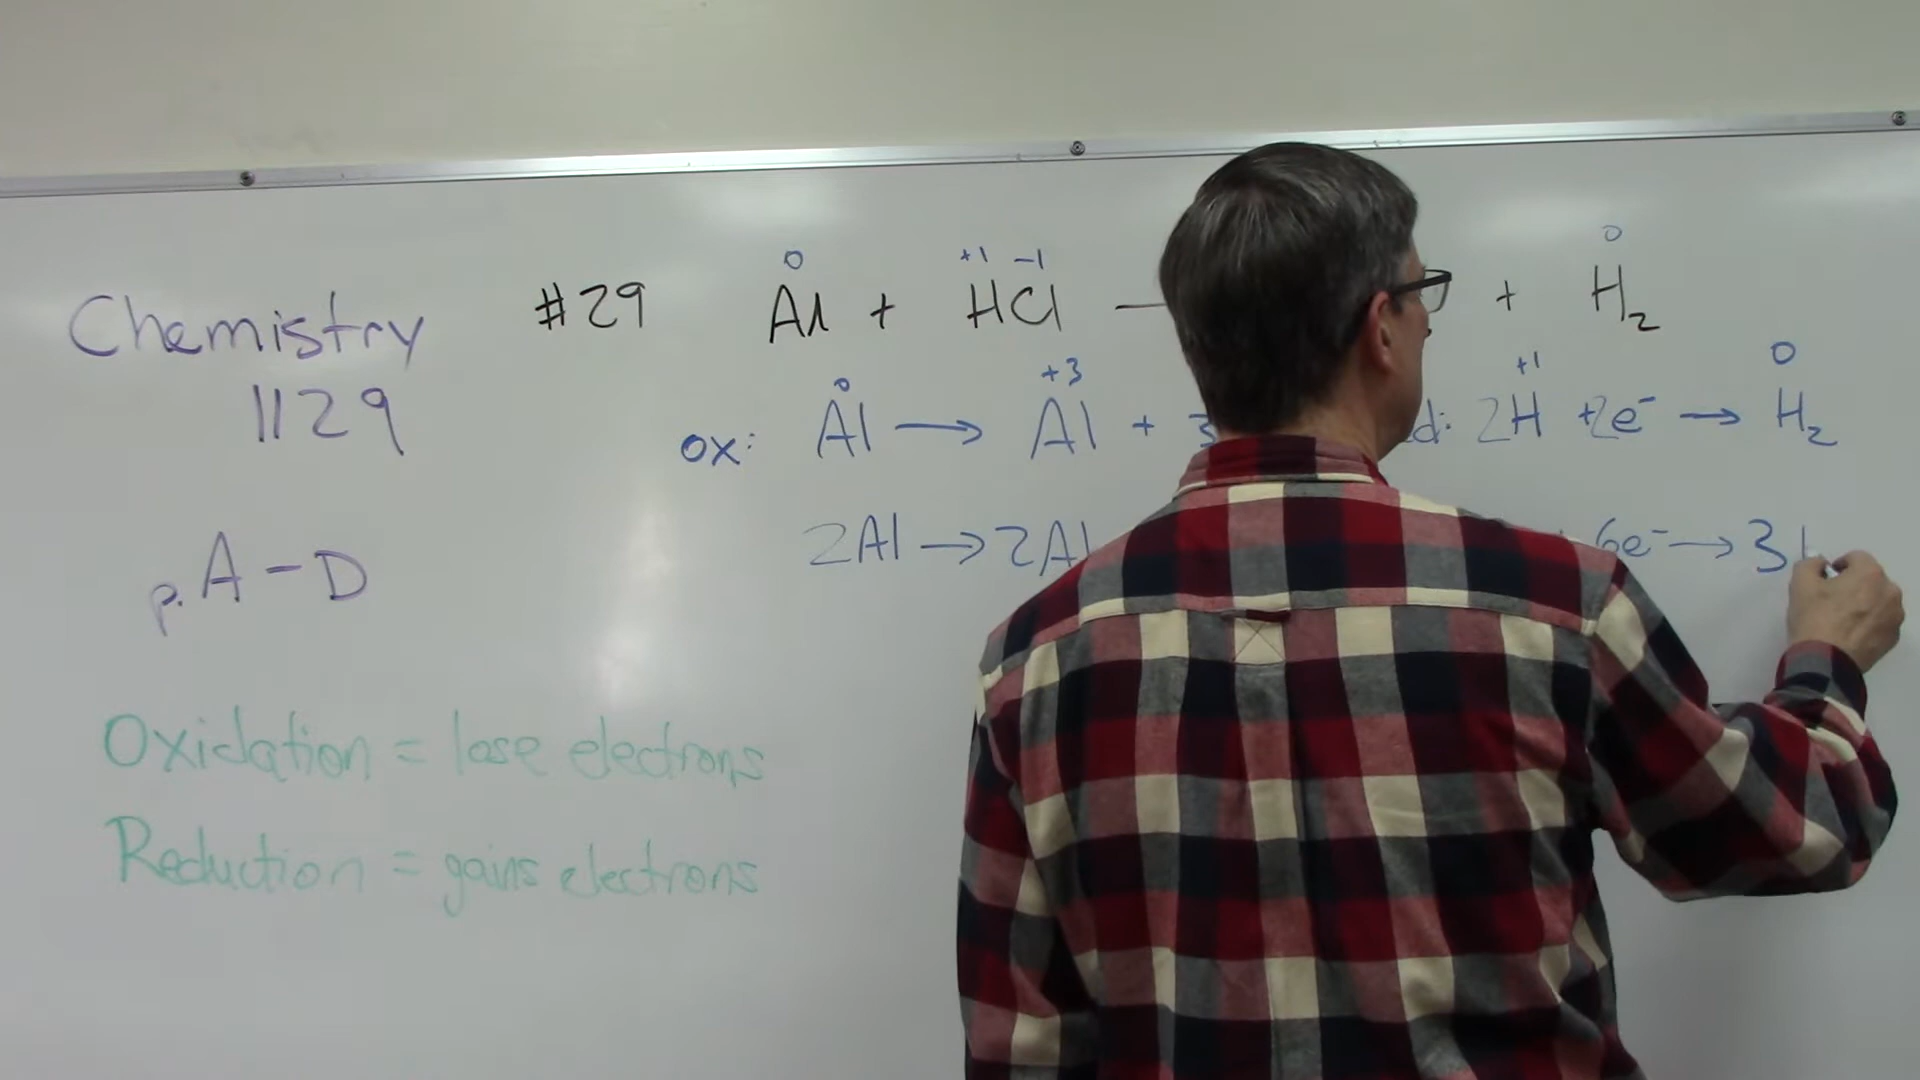 Chemistry
1129
p. A - D
Oxidation = lose electrons
Reduction = gains electrons
#29
0 +1 -1 0
Al + HCl — + H₂
0 +3 +1 0
ox: Al → Al + 3 d: 2H +2e⁻ → H₂
2Al → 2Al 6e⁻ → 3